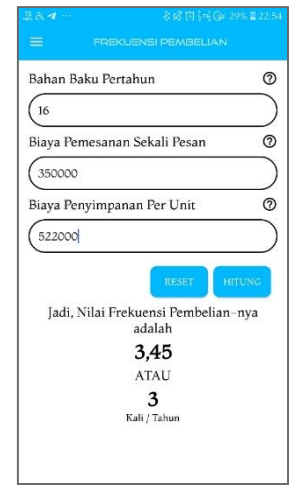 29% 22:54
FREKUENSI PEMBELIAN
Bahan Baku Pertahun
16
Biaya Pemesanan Sekali Pesan
350000
Biaya Penyimpanan Per Unit
522000
RESET HITUNG
Jadi, Nilai Frekuensi Pembelian-nya
adalah
3,45
ATAU
3
Kali / Tahun